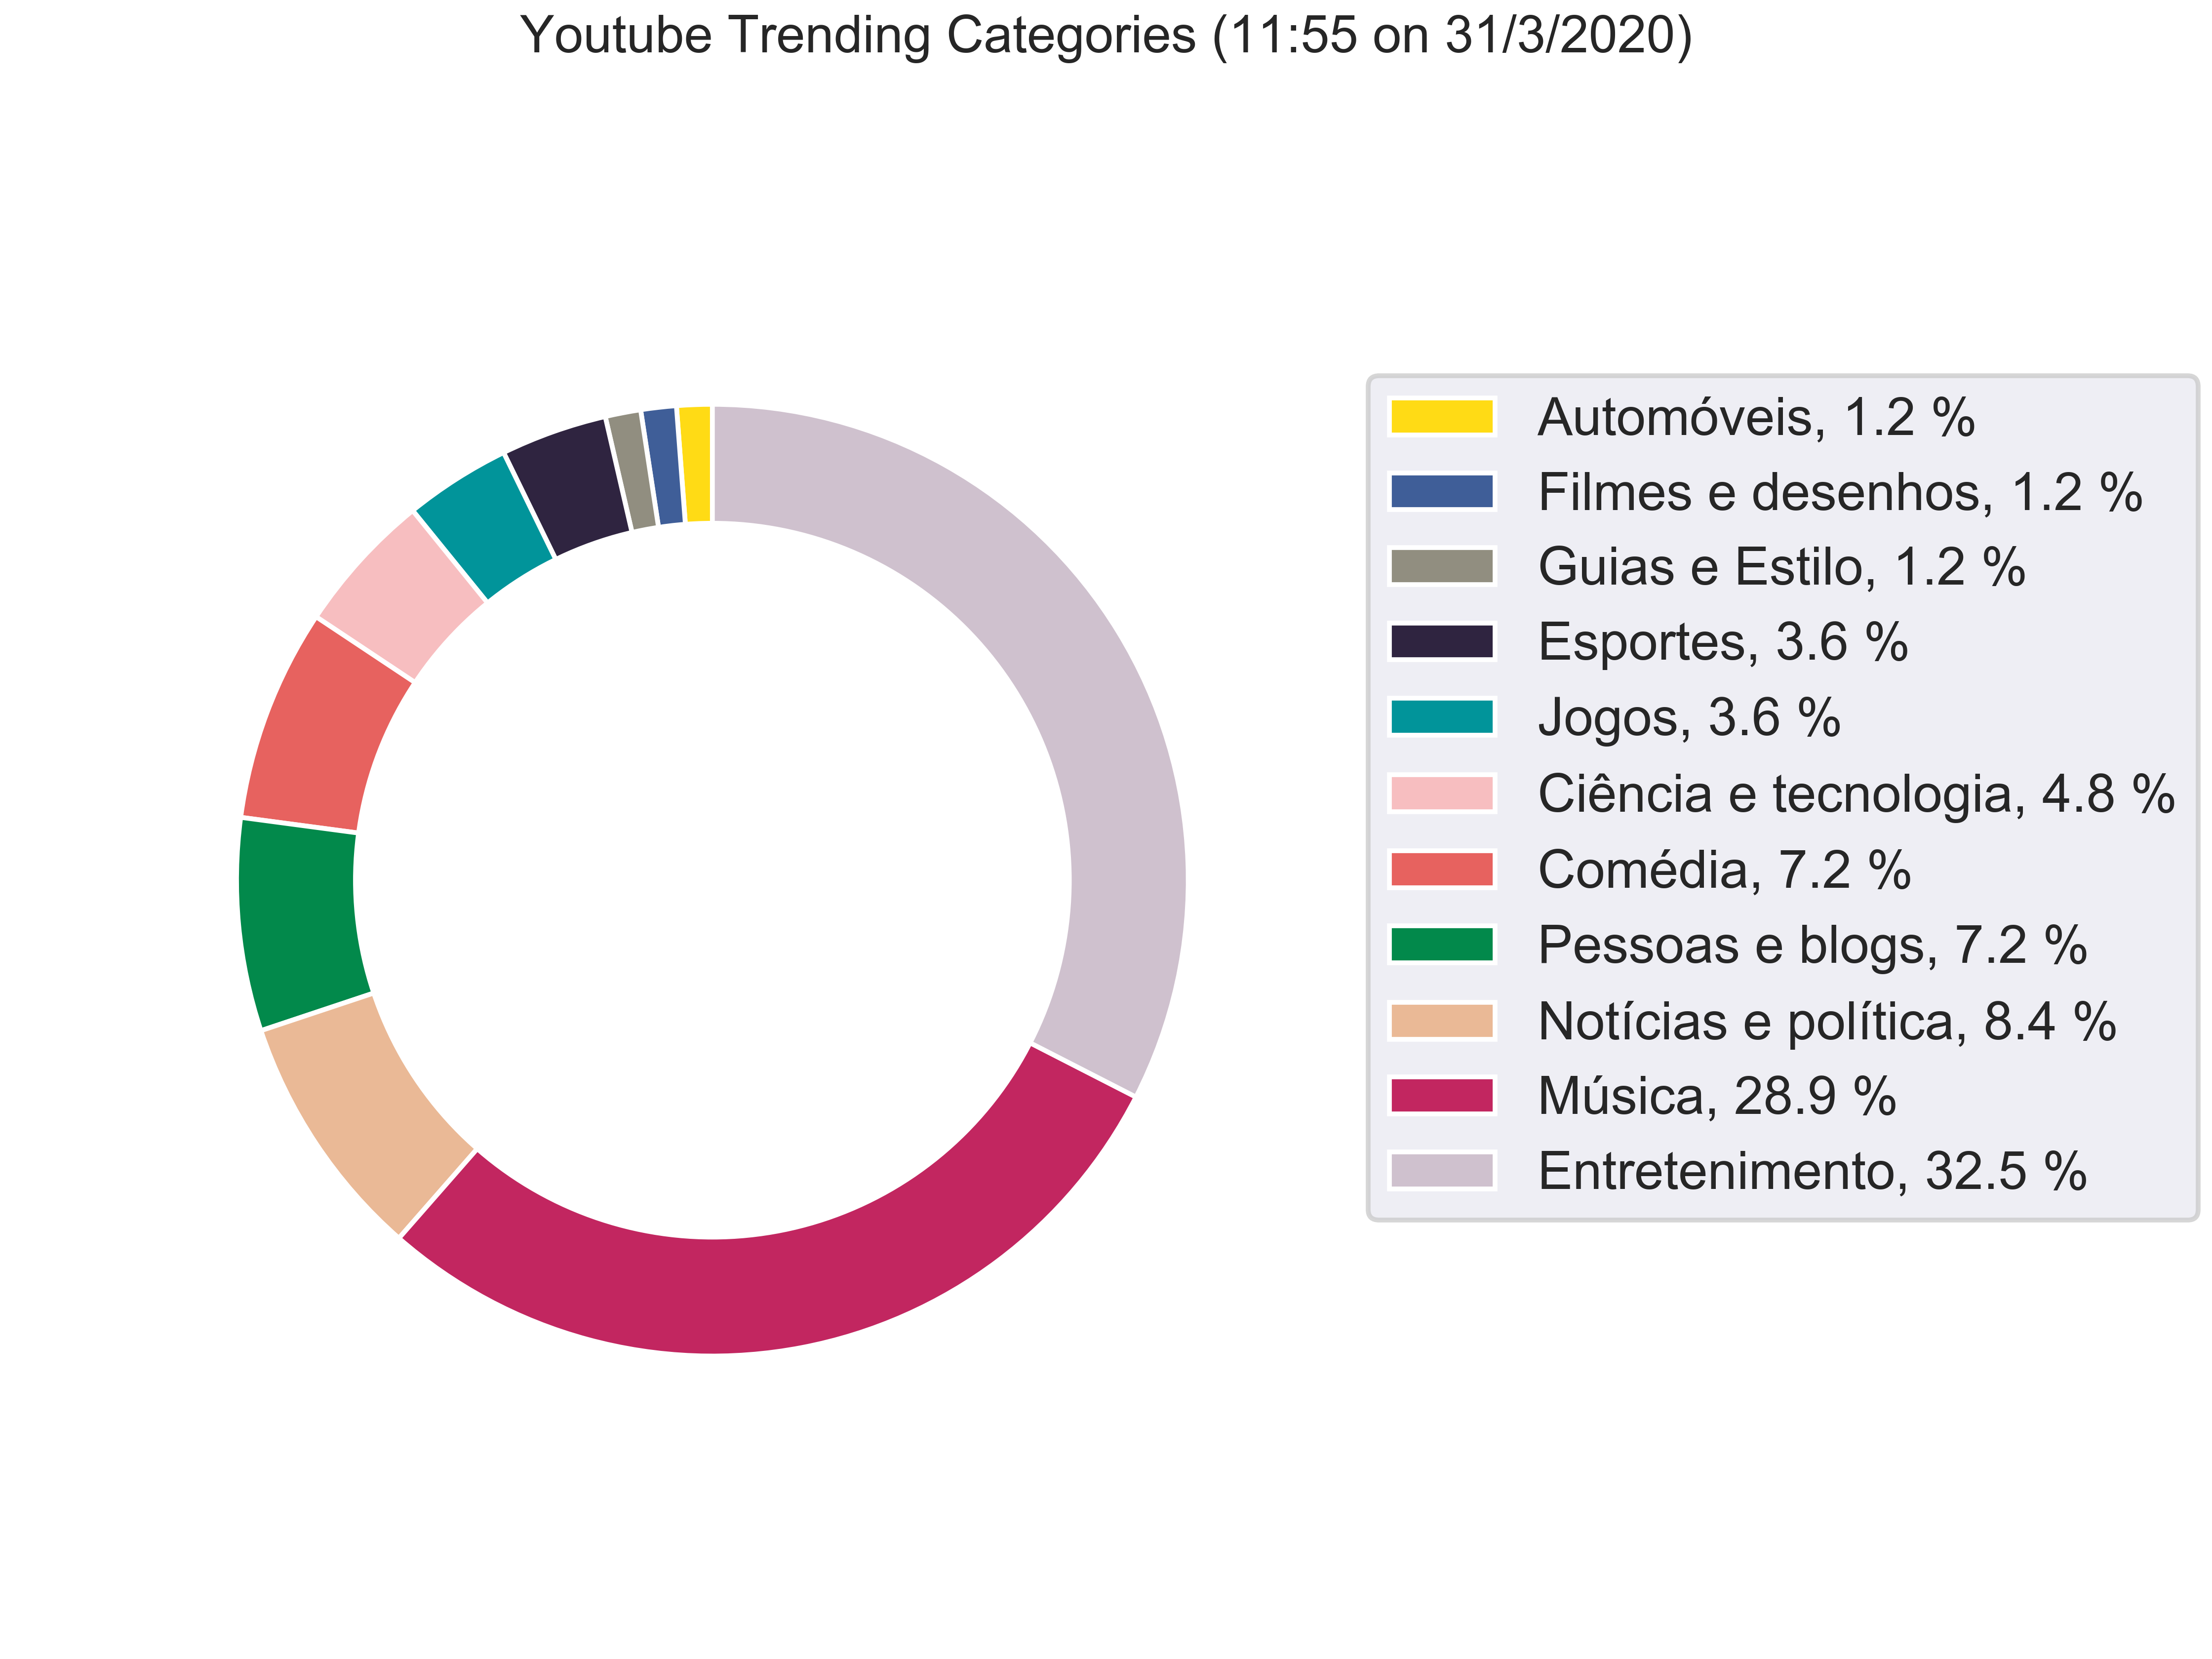 Youtube Trending Categories (11:55 on 31/3/2020)
Automóveis, 1.2 %
Filmes e desenhos, 1.2 %
Guias e Estilo, 1.2 %
Esportes, 3.6 %
Jogos, 3.6 %
Ciência e tecnologia, 4.8 %
Comédia, 7.2 %
Pessoas e blogs, 7.2 %
Notícias e política, 8.4 %
Música, 28.9 %
Entretenimento, 32.5 %